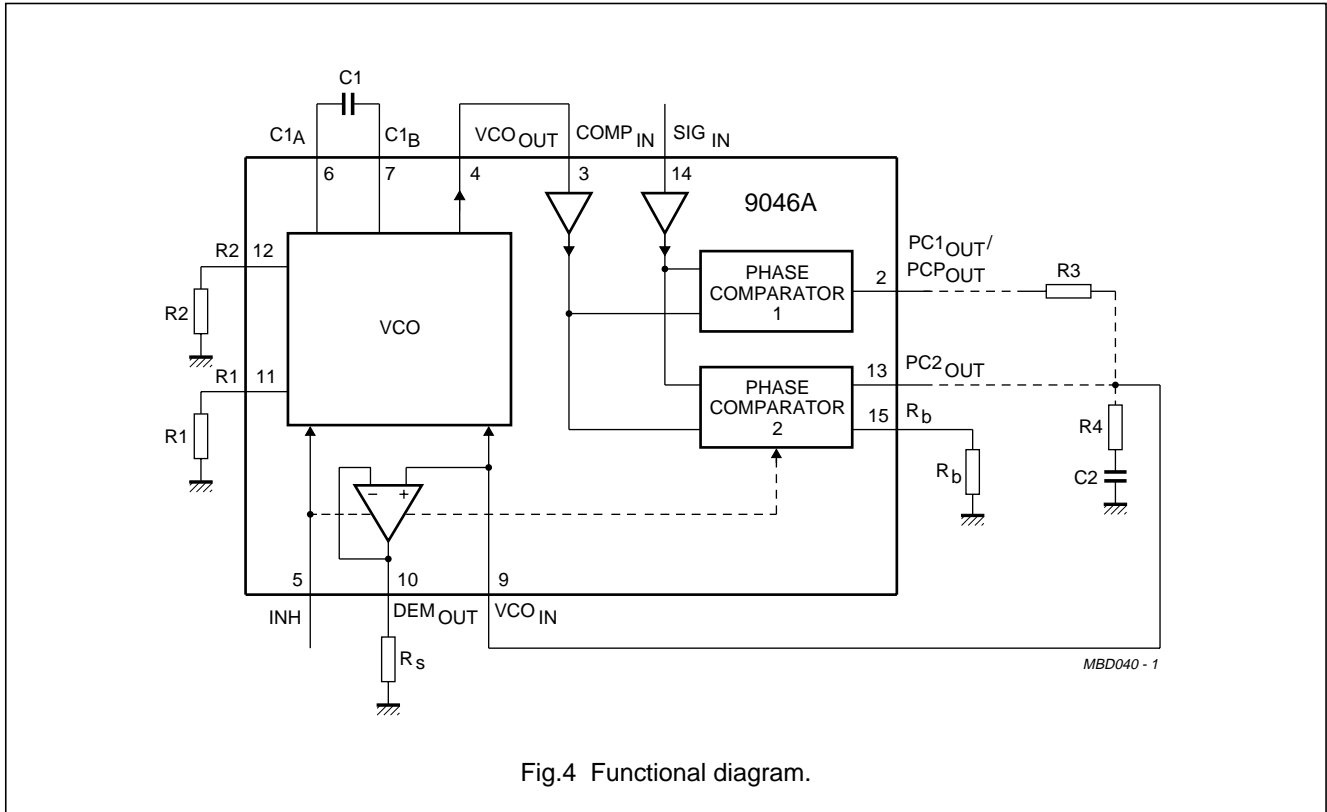 C1
C1A
C1B
VCO OUT
COMP IN
SIG IN
6
7
4
3
14
9046A
R2
12
R2
VCO
R1
11
R1
PHASE
COMPARATOR
1
2
PC1OUT/
PCPOUT
R3
PHASE
COMPARATOR
2
13
PC2OUT
15
Rb
Rb
R4
C2
−
+
5
10
9
INH
DEMOUT
VCO IN
Rs
MBD040 - 1
Fig.4 Functional diagram.